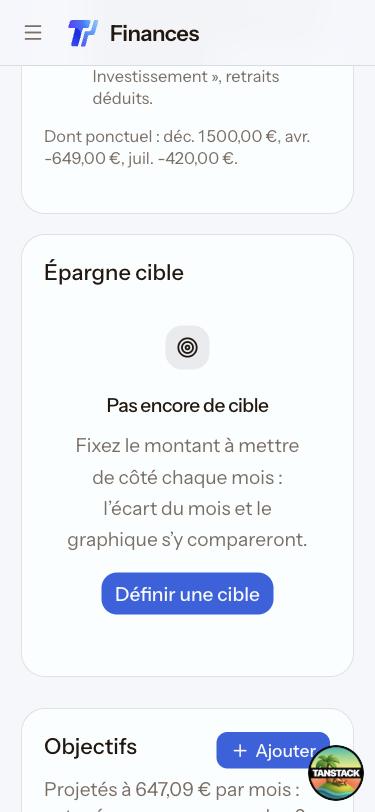 Finances
Investissement », retraits
déduits.
Dont ponctuel : déc. 1 500,00 €, avr.
-649,00 €, juil. -420,00 €.
Épargne cible
Pas encore de cible
Fixez le montant à mettre
de côté chaque mois :
l’écart du mois et le
graphique s’y compareront.
Définir une cible
Objectifs
+ Ajouter
TANSTACK
Projetés à 647,09 € par mois :